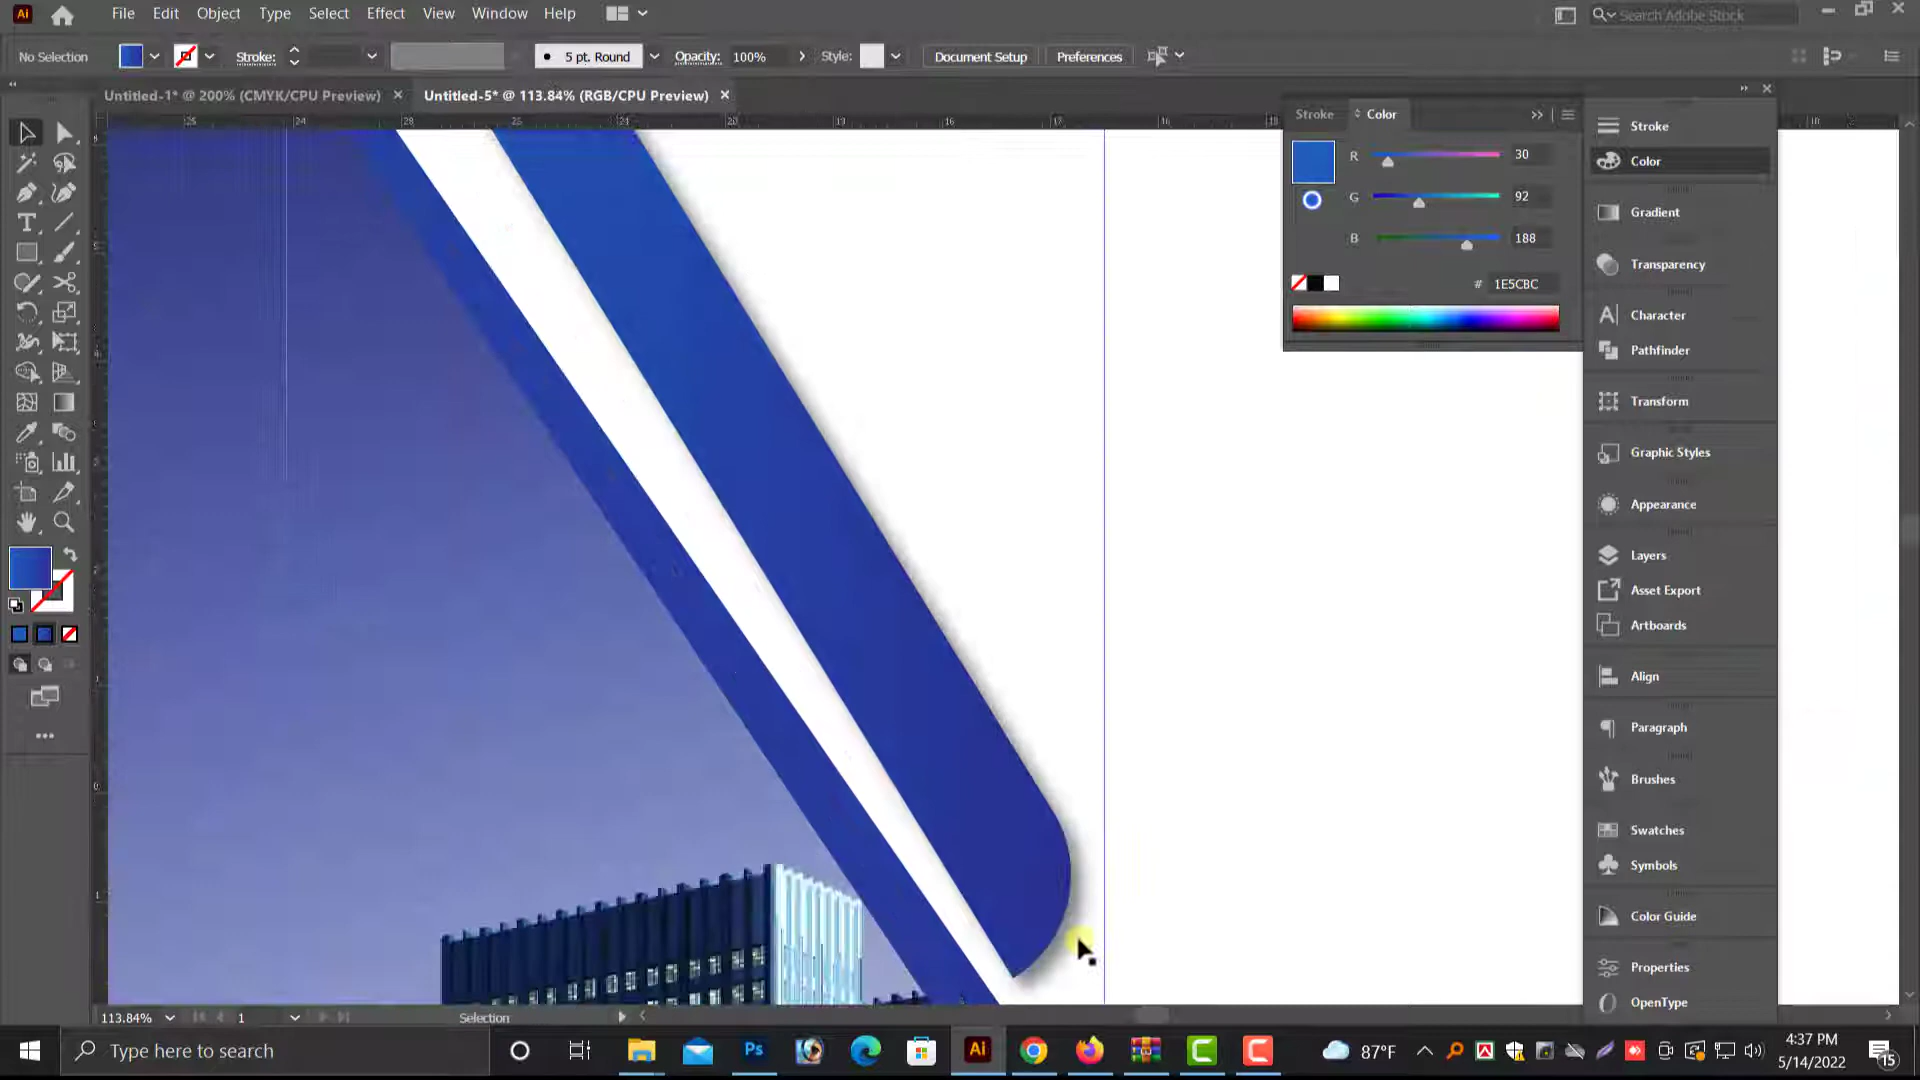 Ai File Edit Object Type Select Effect View Window Help Search Adobe Stock
No Selection Stroke: 5 pt. Round Opacity: 100% Style: Document Setup Preferences
Untitled-1* @ 200% (CMYK/CPU Preview) × Untitled-5* @ 113.84% (RGB/CPU Preview) ×
Stroke Color
R 30
G 92
B 188
# 1E5CBC
Stroke
Color
Gradient
Transparency
Character
Pathfinder
Transform
Graphic Styles
Appearance
Layers
Asset Export
Artboards
Align
Paragraph
Brushes
Swatches
Symbols
Color Guide
Properties
OpenType
113.84% 1 Selection
Type here to search Ps Ai 87°F 4:37 PM
5/14/2022 15